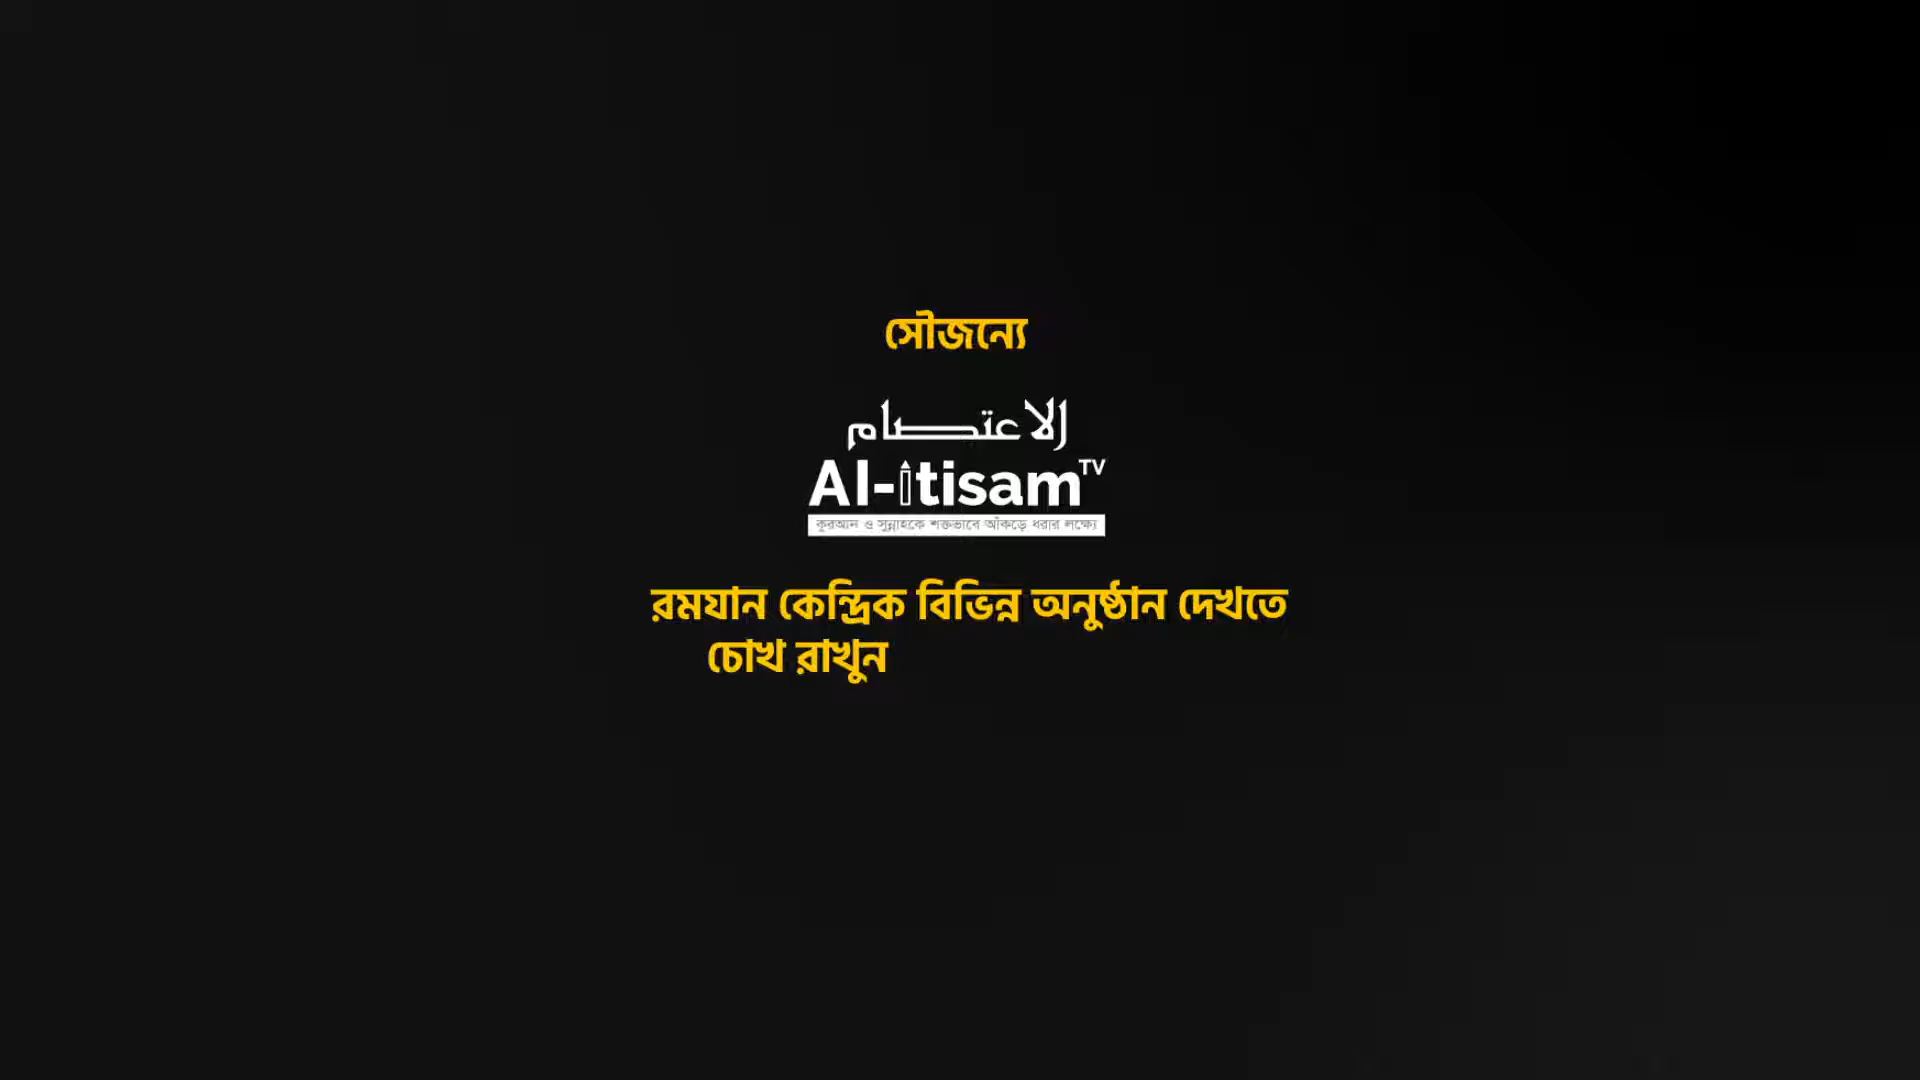 সৌজন্যে
الاعتصام
Al-itisam TV
কুরআন ও সুন্নাহকে শক্তভাবে আঁকড়ে ধরার লক্ষ্যে
রমযান কেন্দ্রিক বিভিন্ন অনুষ্ঠান দেখতে
চোখ রাখুন